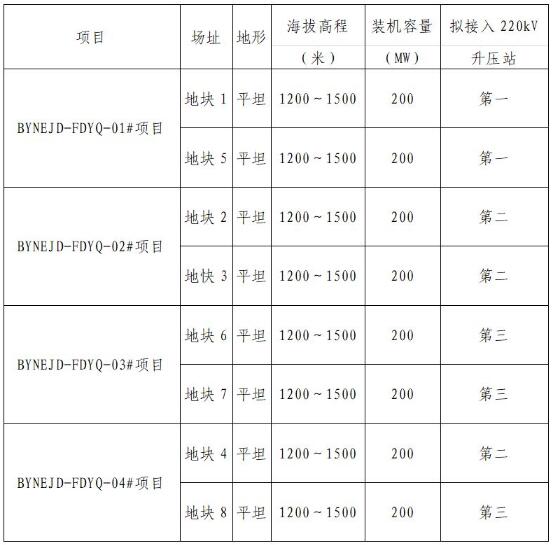 项目 场址 地形 海拔高程 装机容量 拟接入220kV
(米) (MW) 升压站
BYNEJD-FDYQ-01#项目
地块1 平坦 1200～1500 200 第一
地块5 平坦 1200～1500 200 第一
BYNEJD-FDYQ-02#项目
地块2 平坦 1200～1500 200 第二
地快3 平坦 1200～1500 200 第二
BYNEJD-FDYQ-03#项目
地块6 平坦 1200～1500 200 第三
地块7 平坦 1200～1500 200 第三
BYNEJD-FDYQ-04#项目
地块4 平坦 1200～1500 200 第二
地块8 平坦 1200～1500 200 第三